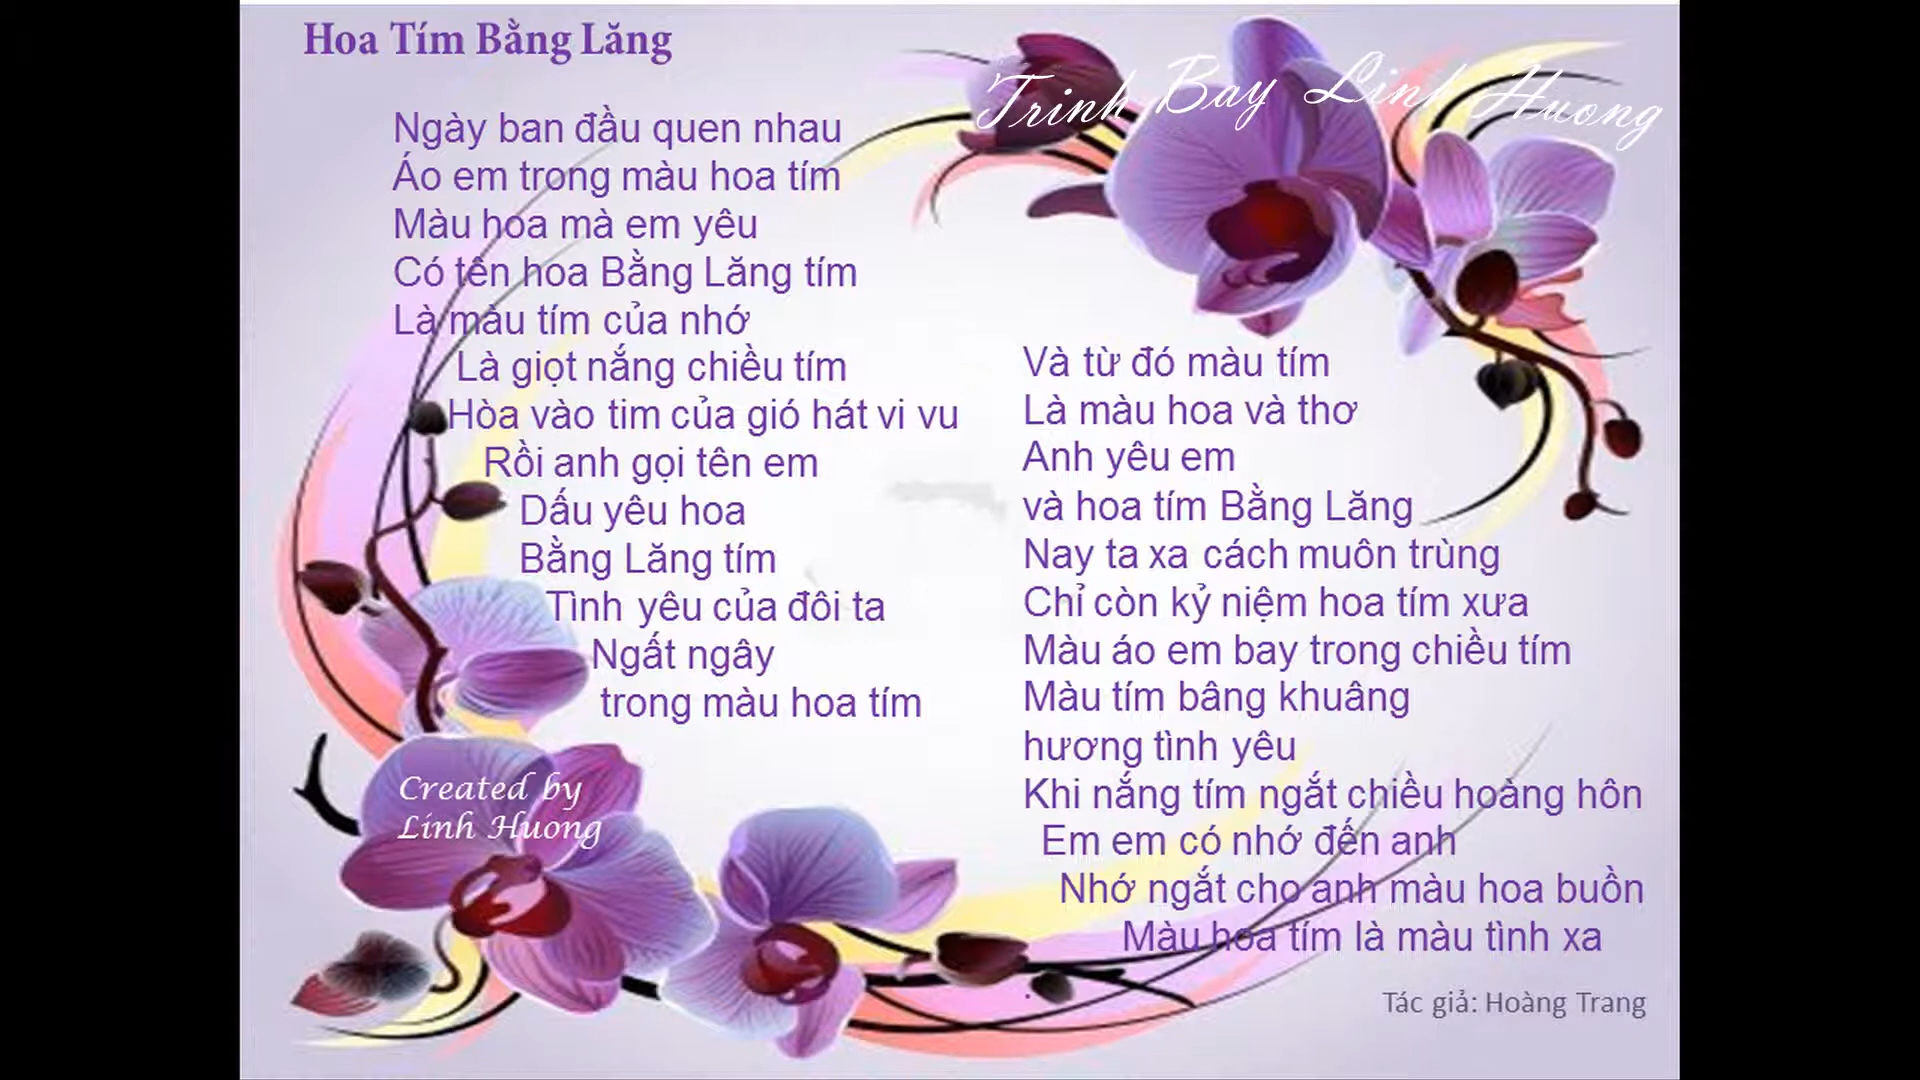 Hoa Tím Bằng Lăng
Trinh Bay Linh Huong
Ngày ban đầu quen nhau
Áo em trong màu hoa tím
Màu hoa mà em yêu
Có tên hoa Bằng Lăng tím
Là màu tím của nhớ
Là giọt nắng chiều tím
Hòa vào tim của gió hát vi vu
Rồi anh gọi tên em
Dấu yêu hoa
Bằng Lăng tím
Tình yêu của đôi ta
Ngất ngây
trong màu hoa tím
Created by
Linh Huong
Và từ đó màu tím
Là màu hoa và thơ
Anh yêu em
và hoa tím Bằng Lăng
Nay ta xa cách muôn trùng
Chỉ còn kỷ niệm hoa tím xưa
Màu áo em bay trong chiều tím
Màu tím bâng khuâng
hương tình yêu
Khi nắng tím ngắt chiều hoàng hôn
Em em có nhớ đến anh
Nhớ ngắt cho anh màu hoa buồn
Màu hoa tím là màu tình xa
.
Tác giả: Hoàng Trang